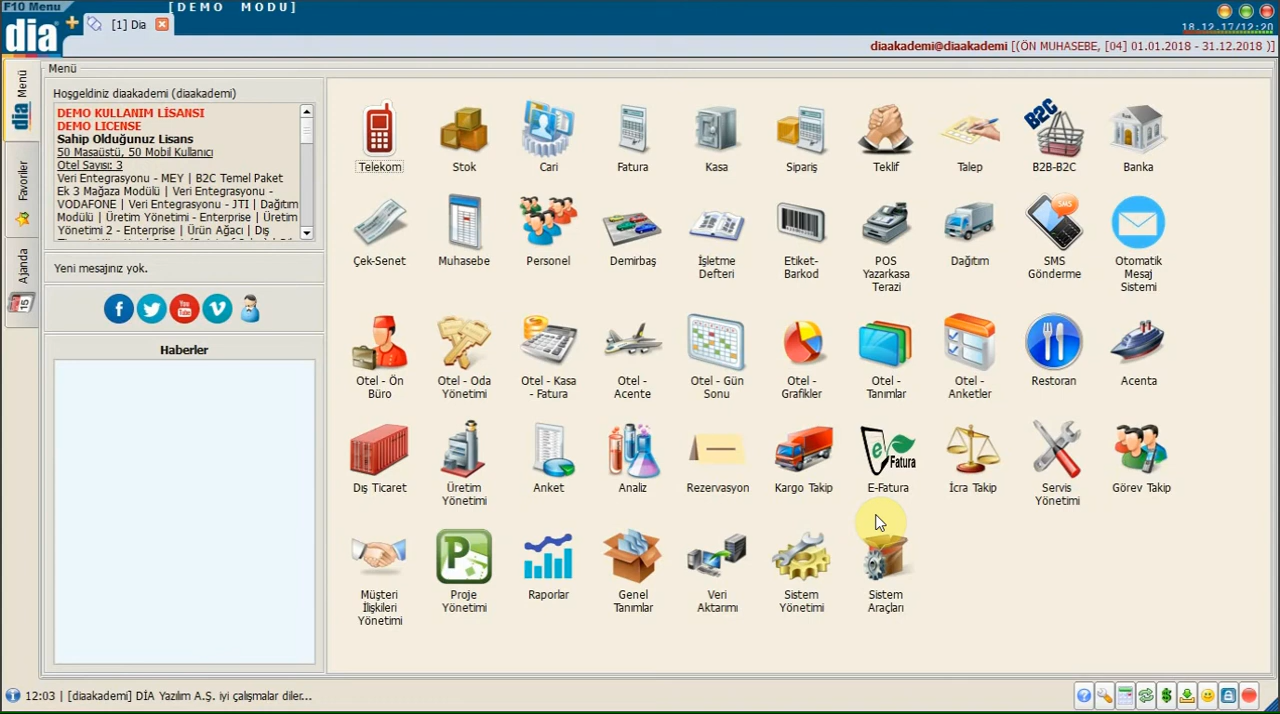 F10 Menu
[DEMO MODU]
dia
[1] Dia
18.12.17/12:20
diaakademi@diaakademi [(ÖN MUHASEBE, [04] 01.01.2018 - 31.12.2018 )]
Menü
Menü
dia
Favoriler
Ajanda
15
Hoşgeldiniz diaakademi (diaakademi)
DEMO KULLANIM LİSANSI
DEMO LICENSE
Sahip Olduğunuz Lisans
50 Masaüstü, 50 Mobil Kullanıcı
Otel Sayısı: 3
Veri Entegrasyonu - MEY | B2C Temel Paket
Ek 3 Mağaza Modülü | Veri Entegrasyonu -
VODAFONE | Veri Entegrasyonu - JTI | Dağıtım
Modülü | Üretim Yönetimi - Enterprise | Üretim
Yönetimi 2 - Enterprise | Ürün Ağacı | Dış
Yeni mesajınız yok.
You
Tube
Haberler
Telekom
Stok
Cari
Fatura
Kasa
Sipariş
Teklif
Talep
B2C
B2B-B2C
Banka
Çek-Senet
Muhasebe
Personel
Demirbaş
İşletme
Defteri
Etiket-
Barkod
POS
Yazarkasa
Terazi
Dağıtım
SMS
SMS
Gönderme
Otomatik
Mesaj
Sistemi
Otel - Ön
Büro
Otel - Oda
Yönetimi
Otel - Kasa
- Fatura
Otel -
Acente
Otel - Gün
Sonu
Otel -
Grafikler
Otel -
Tanımlar
Otel -
Anketler
Restoran
Acenta
Dış Ticaret
Üretim
Yönetimi
Anket
Analiz
Rezervasyon
Kargo Takip
e
Fatura
E-Fatura
İcra Takip
Servis
Yönetimi
Görev Takip
Müşteri
İlişkileri
Yönetimi
P
Proje
Yönetimi
Raporlar
Genel
Tanımlar
Veri
Aktarımı
Sistem
Yönetimi
Sistem
Araçları
12:03 | [diaakademi] DİA Yazılım A.Ş. iyi çalışmalar diler...